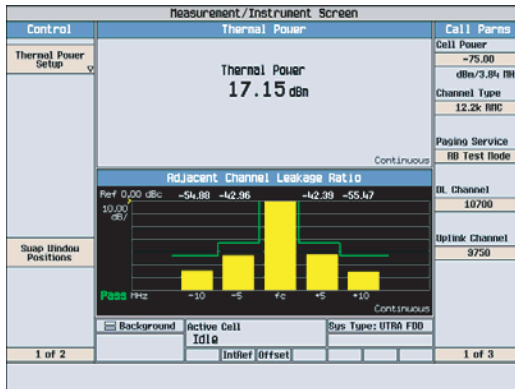 Measurement/Instrument Screen
Control
Thermal Power
Call Parms
Thermal Power
Setup
Thermal Power
17.15 dBm
Continuous
Cell Power
-75.00
dBm/3.84 MH
Channel Type
12.2k RMC
Paging Service
RB Test Mode
DL Channel
10700
Uplink Channel
9750
Adjacent Channel Leakage Ratio
Ref 0.00 dBc
-54.88 -42.96 -42.39 -55.47
10.00
dB/
Swap Window
Positions
Pass MHz -10 -5 fc +5 +10
Continuous
Background
Active Cell
Sys Type: UTRA FDD
Idle
1 of 2
IntRef Offset
1 of 3